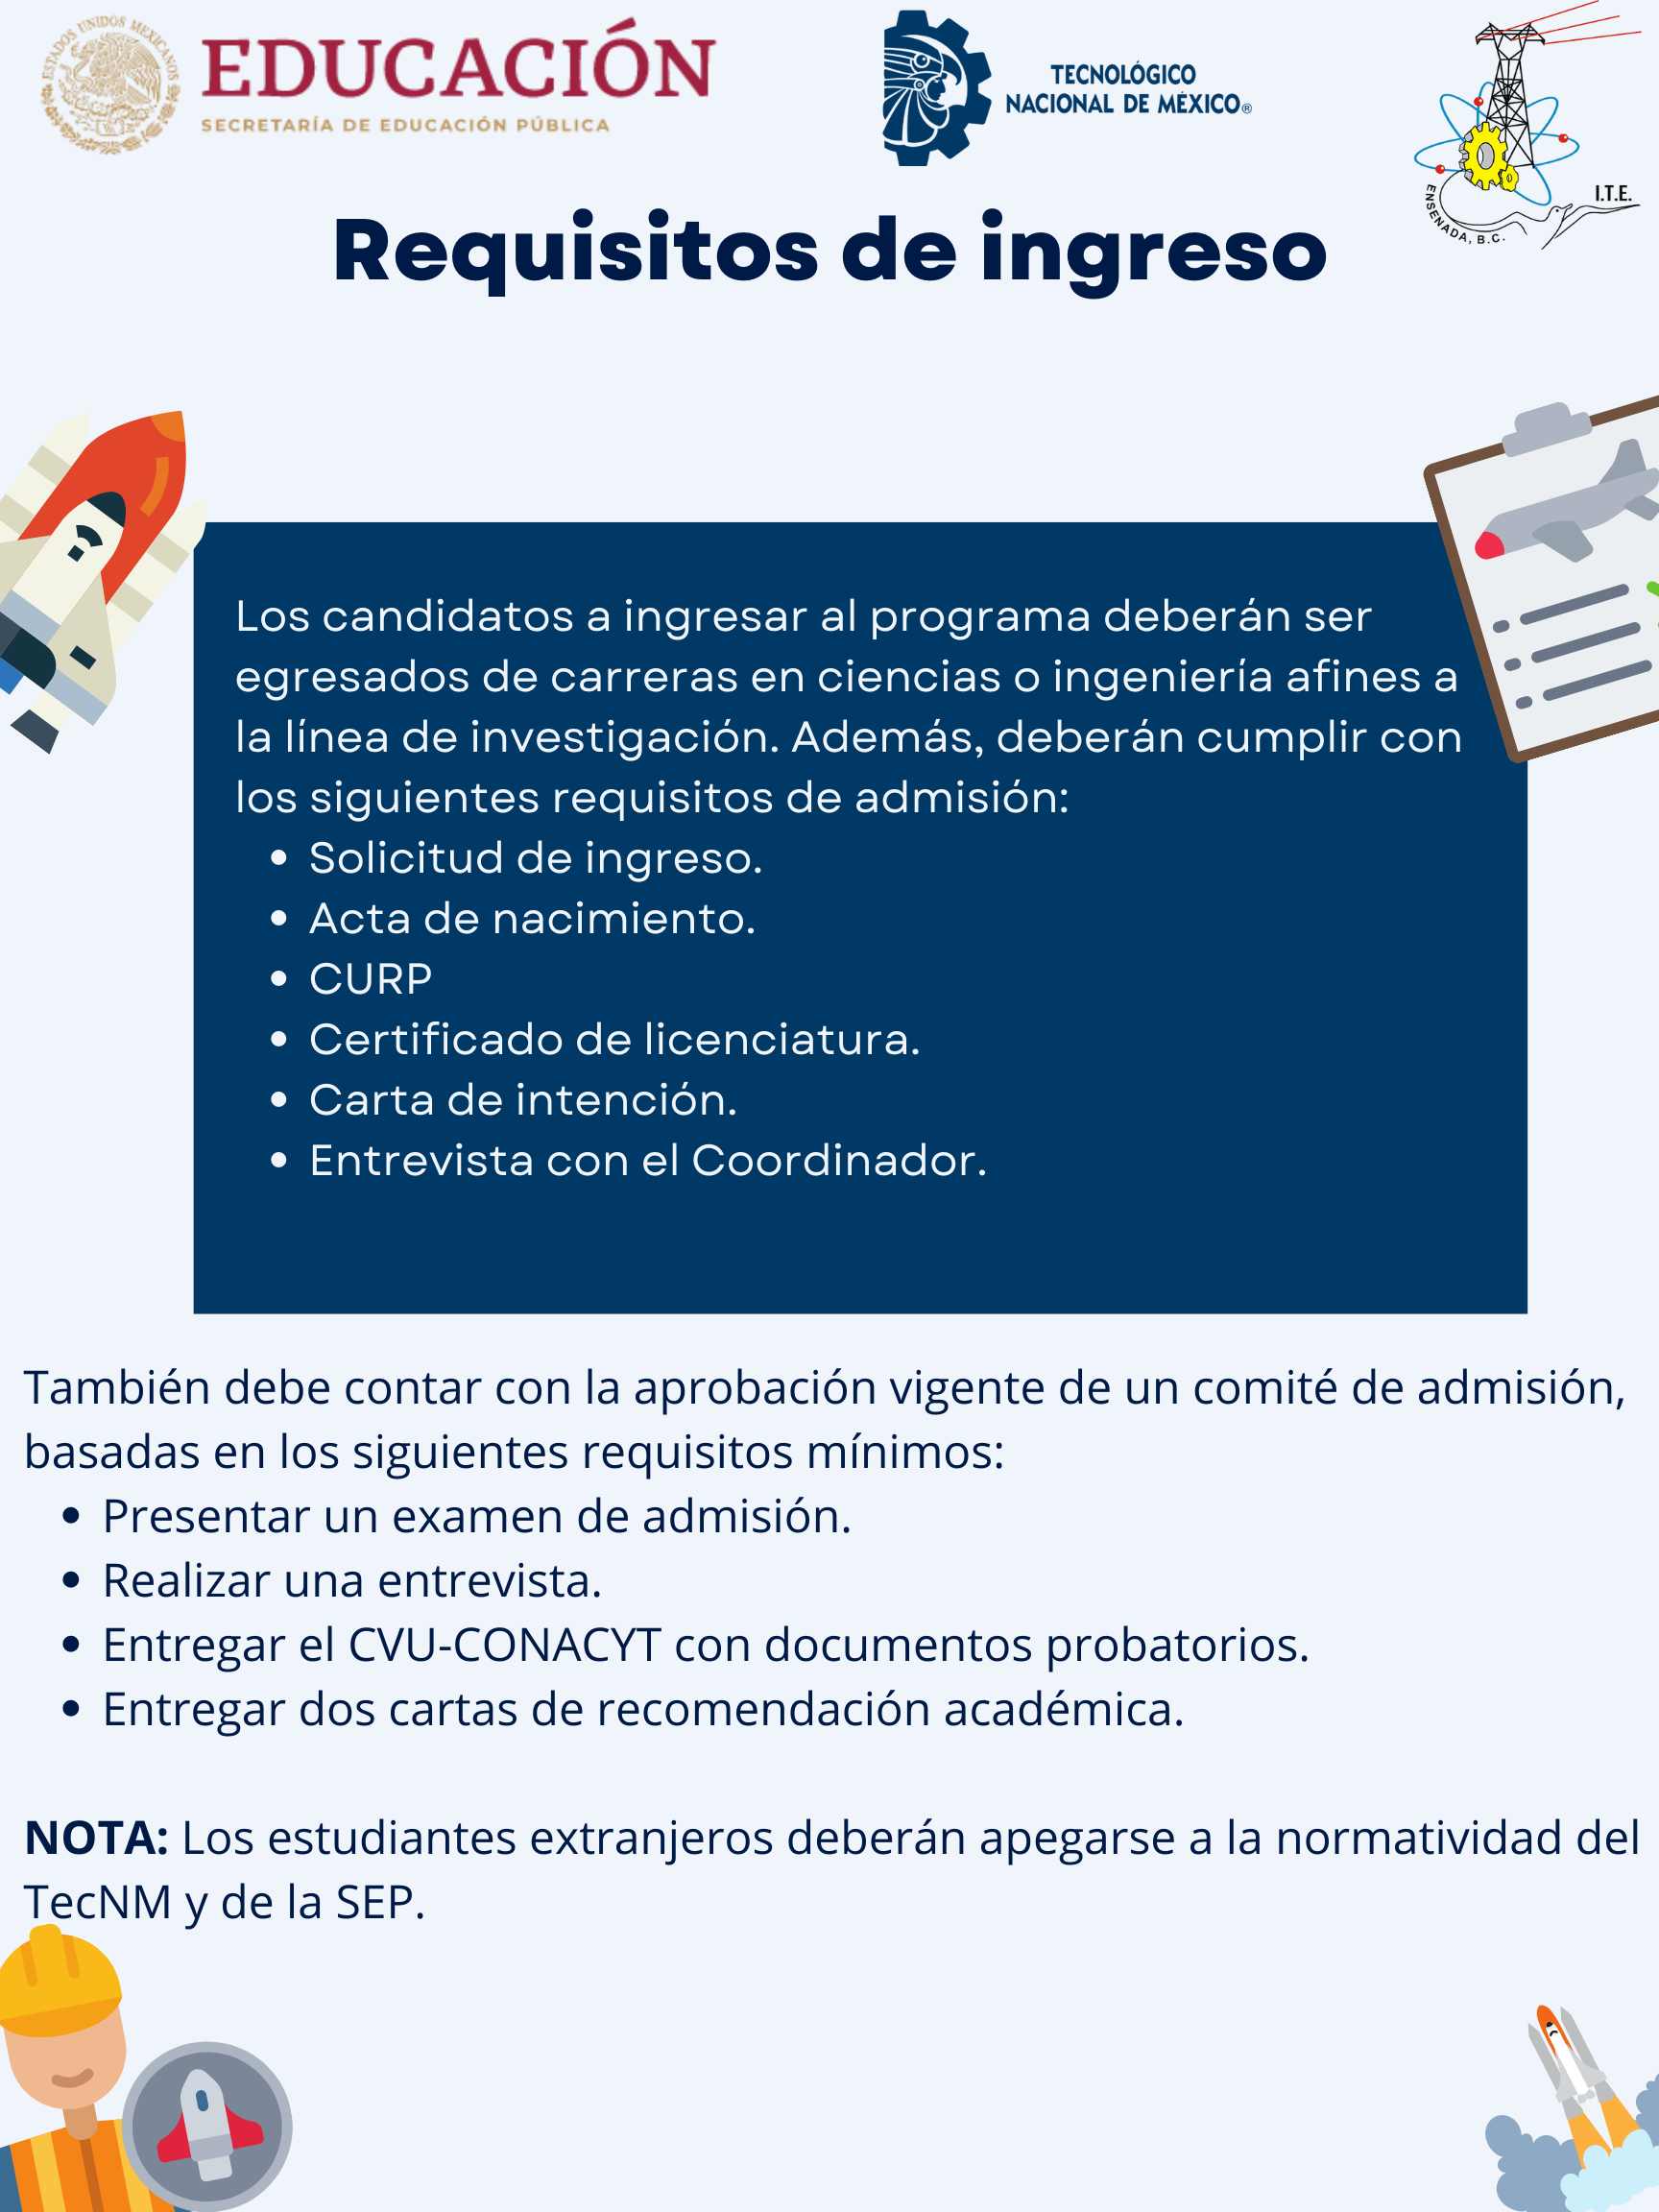 ESTADOS UNIDOS MEXICANOS
EDUCACIÓN
SECRETARÍA DE EDUCACIÓN PÚBLICA
TECNOLÓGICO
NACIONAL DE MÉXICO®
I.T.E.
ENSENADA, B.C.
Requisitos de ingreso
Los candidatos a ingresar al programa deberán ser
egresados de carreras en ciencias o ingeniería afines a
la línea de investigación. Además, deberán cumplir con
los siguientes requisitos de admisión:
• Solicitud de ingreso.
• Acta de nacimiento.
• CURP
• Certificado de licenciatura.
• Carta de intención.
• Entrevista con el Coordinador.
También debe contar con la aprobación vigente de un comité de admisión,
basadas en los siguientes requisitos mínimos:
• Presentar un examen de admisión.
• Realizar una entrevista.
• Entregar el CVU-CONACYT con documentos probatorios.
• Entregar dos cartas de recomendación académica.
NOTA: Los estudiantes extranjeros deberán apegarse a la normatividad del
TecNM y de la SEP.